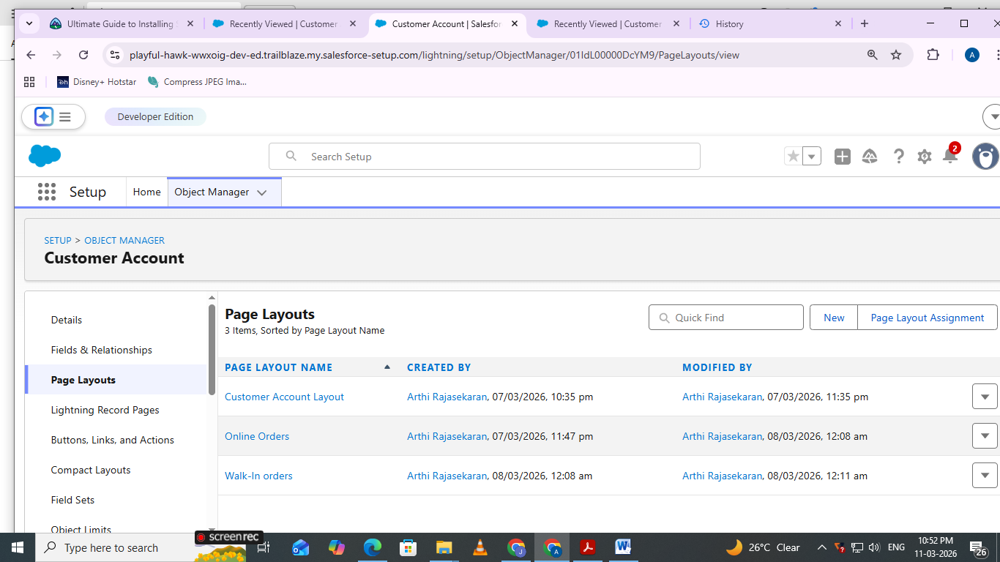 Ultimate Guide to Installing
Recently Viewed | Customer
Customer Account | Salesfor
Recently Viewed | Customer
History
playful-hawk-wwxoig-dev-ed.trailblaze.my.salesforce-setup.com/lightning/setup/ObjectManager/01IdL00000DcYM9/PageLayouts/view
A
Disney+ Hotstar
Compress JPEG Ima...
Developer Edition
Search Setup
2
Setup
Home
Object Manager
SETUP > OBJECT MANAGER
Customer Account
Details
Fields & Relationships
Page Layouts
Lightning Record Pages
Buttons, Links, and Actions
Compact Layouts
Field Sets
Object Limits
Page Layouts
3 Items, Sorted by Page Layout Name
Quick Find
New
Page Layout Assignment
PAGE LAYOUT NAME CREATED BY MODIFIED BY
Customer Account Layout Arthi Rajasekaran, 07/03/2026, 10:35 pm Arthi Rajasekaran, 07/03/2026, 11:35 pm
Online Orders Arthi Rajasekaran, 07/03/2026, 11:47 pm Arthi Rajasekaran, 08/03/2026, 12:08 am
Walk-In orders Arthi Rajasekaran, 08/03/2026, 12:08 am Arthi Rajasekaran, 08/03/2026, 12:11 am
screenrec
Type here to search
26°C Clear
ENG
10:52 PM
11-03-2026
26